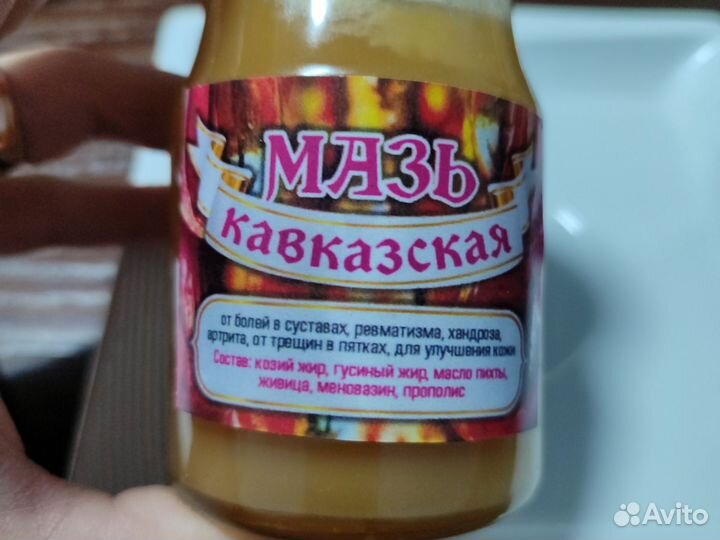 МАЗЬ
кавказская
от болей в суставах, ревматизма, хандроза,
артрита, от трещин в пятках, для улучшения кожи
Состав: козий жир, гусиный жир, масло пихты,
живица, меновазин, прополис
Avito